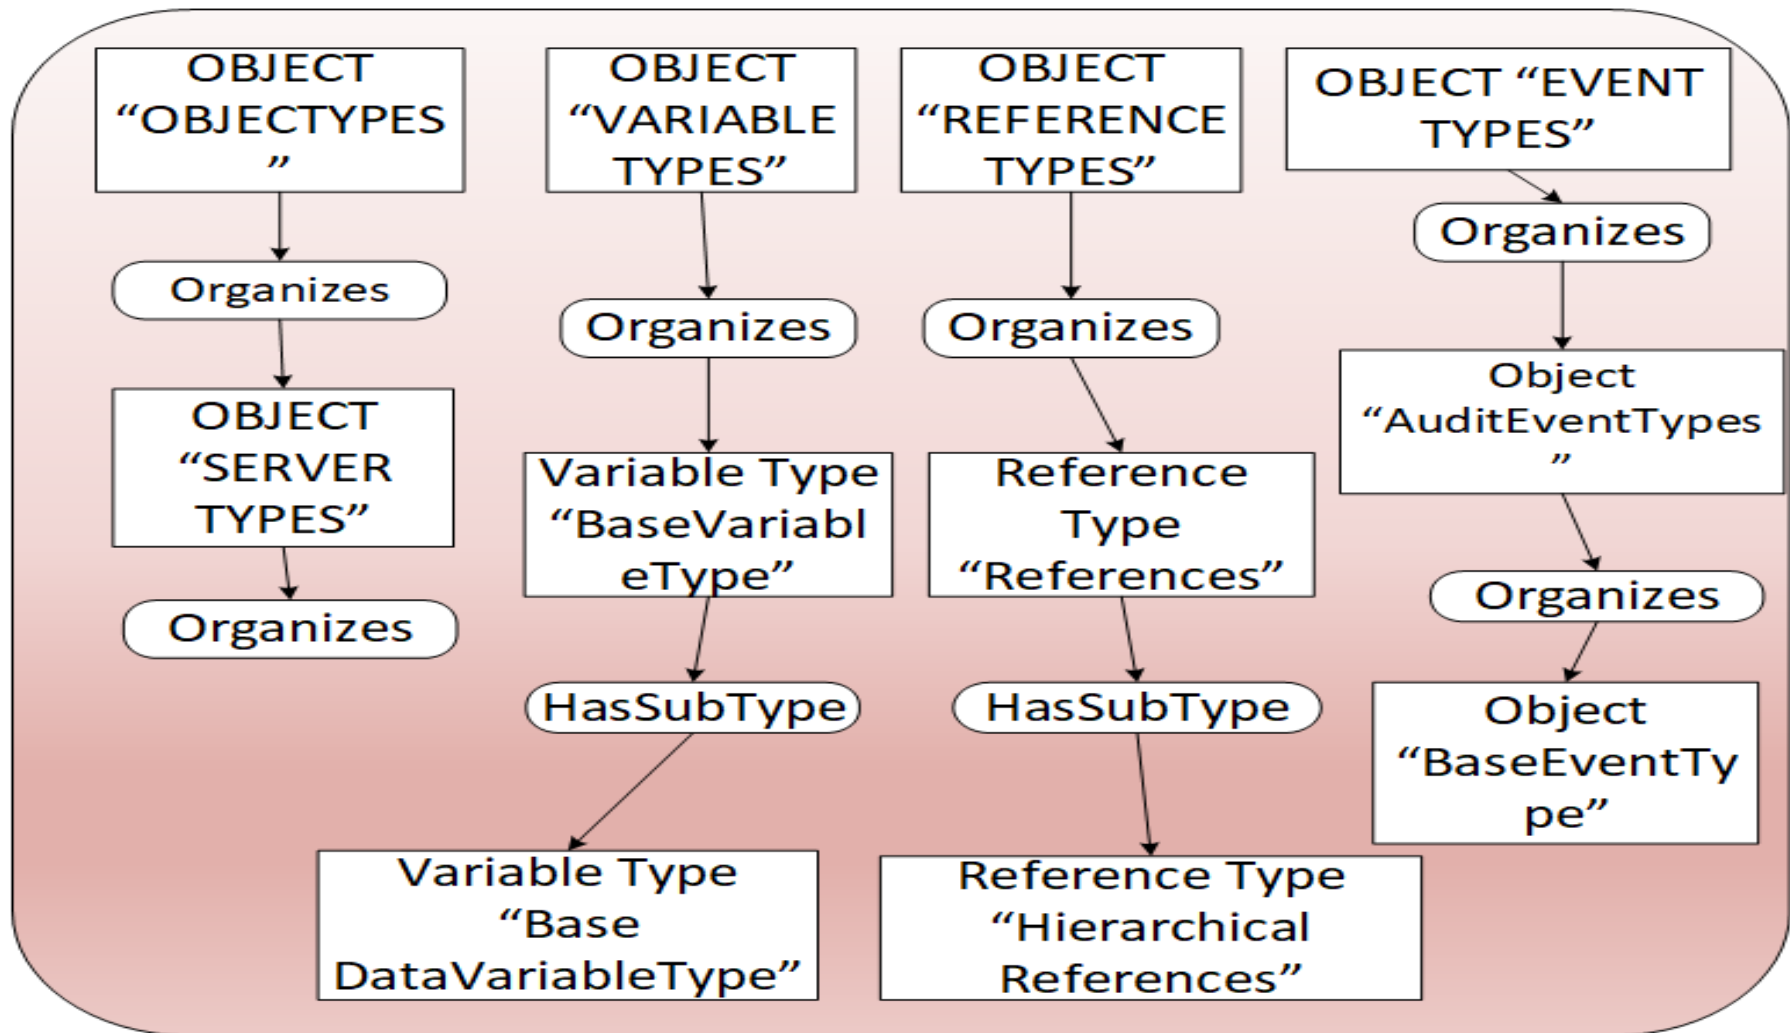 OBJECT
“OBJECTYPES
”
Organizes
OBJECT
“SERVER
TYPES”
Organizes
OBJECT
“VARIABLE
TYPES”
Organizes
Variable Type
“BaseVariabl
eType”
HasSubType
Variable Type
“Base
DataVariableType”
OBJECT
“REFERENCE
TYPES”
Organizes
Reference
Type
“References”
HasSubType
Reference Type
“Hierarchical
References”
OBJECT “EVENT
TYPES”
Organizes
Object
“AuditEventTypes
”
Organizes
Object
“BaseEventTy
pe”